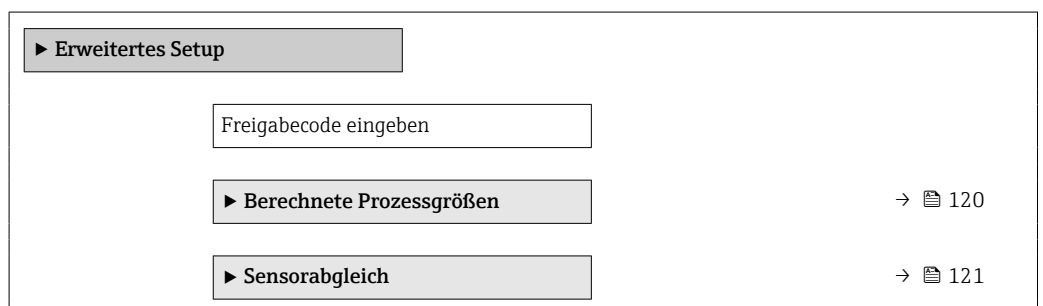 ▶ Erweitertes Setup
Freigabecode eingeben
▶ Berechnete Prozessgrößen → 120
▶ Sensorabgleich → 121